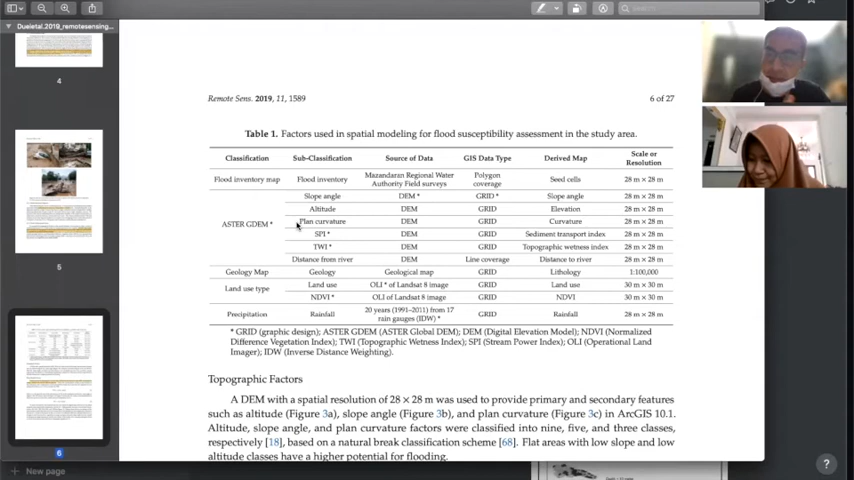 Search
Dueietal.2019_remotesensing...
4
5
6
New page
?
Remote Sens. 2019, 11, 1589
6 of 27
Table 1. Factors used in spatial modeling for flood susceptibility assessment in the study area.
Classification Sub-Classification Source of Data GIS Data Type Derived Map Scale or Resolution
Flood inventory map Flood inventory Mazandaran Regional Water Authority Field surveys Polygon coverage Seed cells 28 m × 28 m
ASTER GDEM * Slope angle DEM * GRID * Slope angle 28 m × 28 m
Altitude DEM GRID Elevation 28 m × 28 m
Plan curvature DEM GRID Curvature 28 m × 28 m
SPI * DEM GRID Sediment transport index 28 m × 28 m
TWI * DEM GRID Topographic wetness index 28 m × 28 m
Distance from river DEM Line coverage Distance to river 28 m × 28 m
Geology Map Geology Geological map GRID Lithology 1:100,000
Land use type Land use OLI * of Landsat 8 image GRID Land use 30 m × 30 m
NDVI * OLI of Landsat 8 image GRID NDVI 30 m × 30 m
Precipitation Rainfall 20 years (1991–2011) from 17 rain gauges (IDW) * GRID Rainfall 28 m × 28 m
* GRID (graphic design); ASTER GDEM (ASTER Global DEM); DEM (Digital Elevation Model); NDVI (Normalized
Difference Vegetation Index); TWI (Topographic Wetness Index); SPI (Stream Power Index); OLI (Operational Land
Imager); IDW (Inverse Distance Weighting).
Topographic Factors
A DEM with a spatial resolution of 28 × 28 m was used to provide primary and secondary features
such as altitude (Figure 3a), slope angle (Figure 3b), and plan curvature (Figure 3c) in ArcGIS 10.1.
Altitude, slope angle, and plan curvature factors were classified into nine, five, and three classes,
respectively [18], based on a natural break classification scheme [68]. Flat areas with low slope and low
altitude classes have a higher potential for flooding.